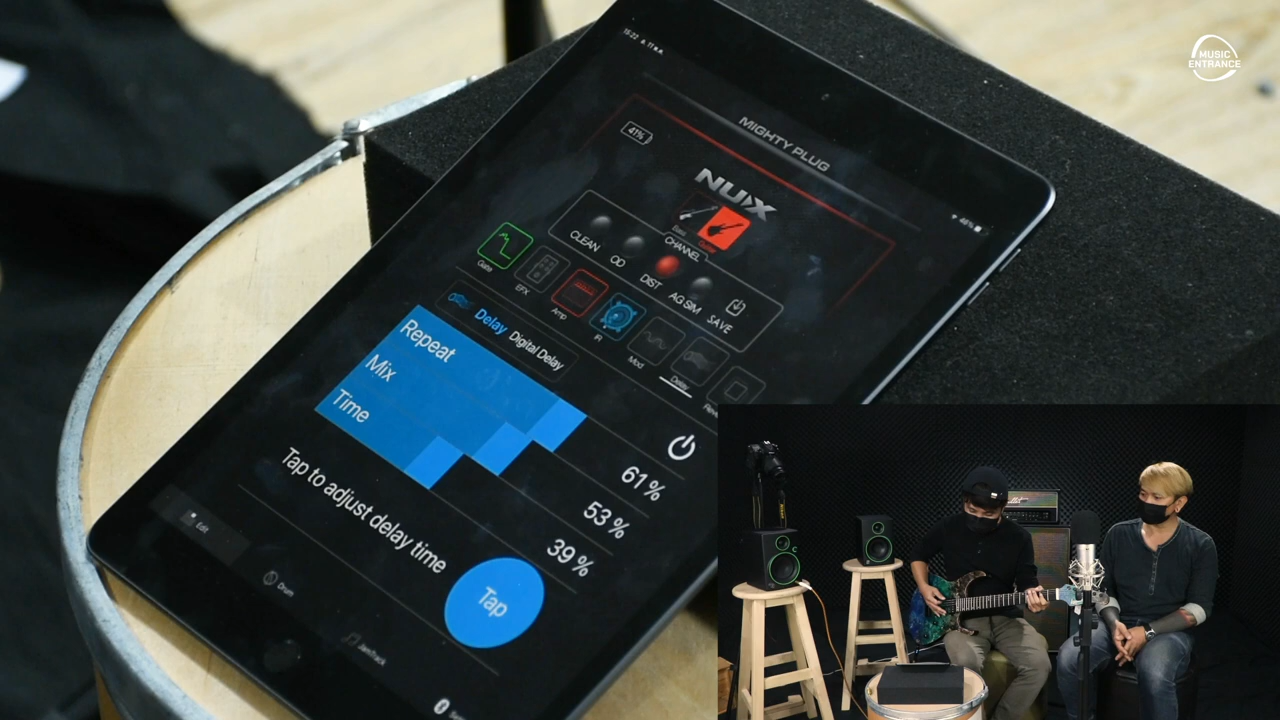 MUSIC
ENTRANCE
15:22
MIGHTY PLUG
41%
NUX
Bass
Guitar
CHANNEL
CLEAN
OD
DIST
AG SIM
SAVE
Gate
EFX
Amp
IR
Mod
Delay
Delay Digital Delay
Repeat
61%
Mix
53%
Time
39%
Tap to adjust delay time
Tap
Edit
Drum
JamTrack